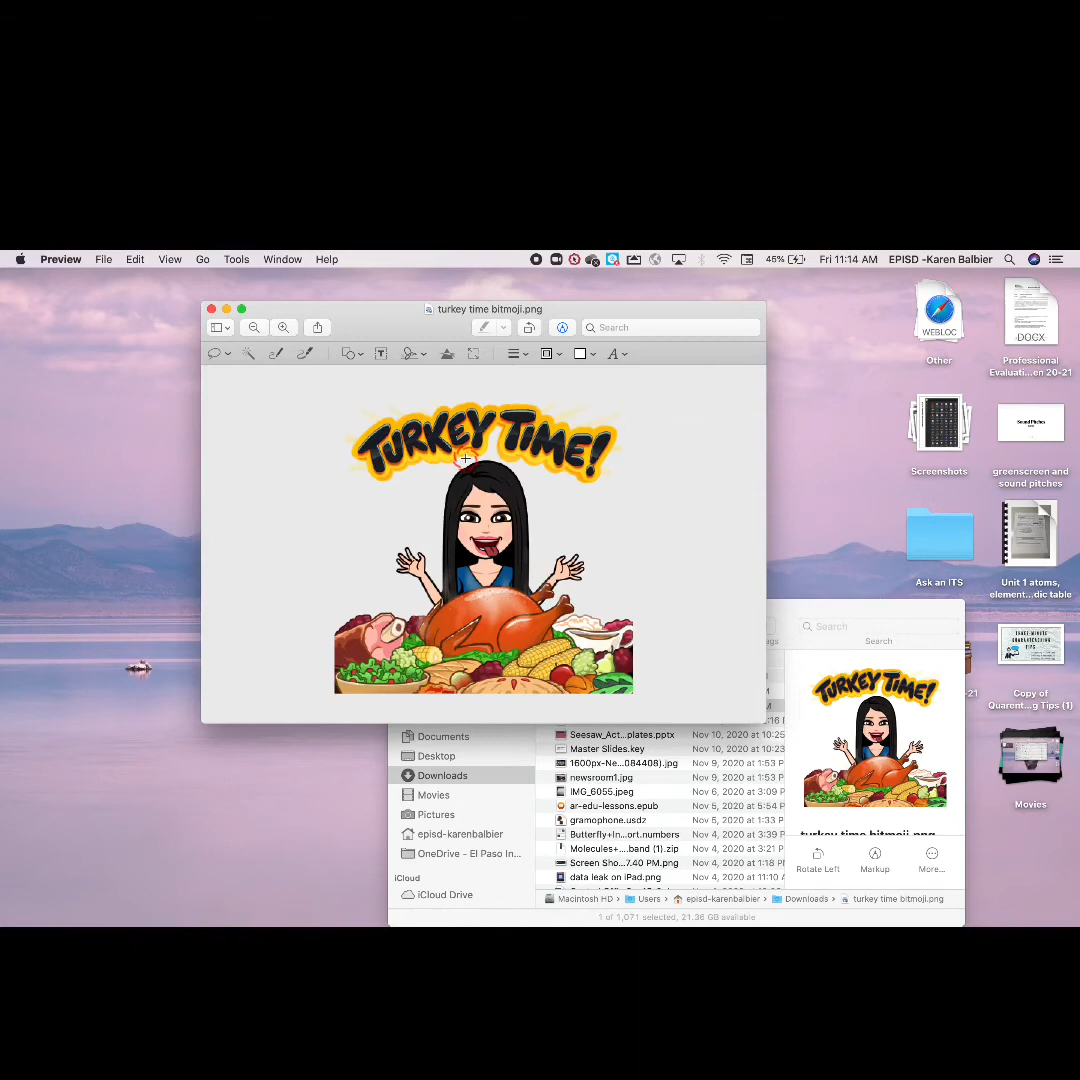 Preview File Edit View Go Tools Window Help
45% Fri 11:14 AM EPISD -Karen Balbier
turkey time bitmoji.png
Search
TURKEY TIME!
WEBLOC
Other
DOCX
Professional
Evaluati...en 20-21
Screenshots
Sound Pitches
greenscreen and
sound pitches
Ask an ITS
Unit 1 atoms,
element...dic table
Copy of
Quarent...g Tips (1)
Movies
Search
Search
TURKEY TIME!
turkey time bitmoji.png
Rotate Left Markup More...
Documents
Desktop
Downloads
Movies
Pictures
episd-karenbalbier
OneDrive - El Paso In...
iCloud
iCloud Drive
Seesaw_Act...plates.pptx Nov 10, 2020 at 10:25
Master Slides.key Nov 10, 2020 at 10:23
1600px-Ne...084408).jpg Nov 9, 2020 at 1:53 P
newsroom1.jpg Nov 9, 2020 at 1:53 P
IMG_6055.jpeg Nov 6, 2020 at 3:09 P
ar-edu-lessons.epub Nov 5, 2020 at 5:54 P
gramophone.usdz Nov 5, 2020 at 1:33 P
Butterfly+In...ort.numbers Nov 4, 2020 at 3:39 P
Molecules+....band (1).zip Nov 4, 2020 at 3:21 P
Screen Sho...7.40 PM.png Nov 4, 2020 at 1:18 P
data leak on iPad.png Nov 4, 2020 at 11:10
Macintosh HD › Users › episd-karenbalbier › Downloads › turkey time bitmoji.png
1 of 1,071 selected, 21.36 GB available